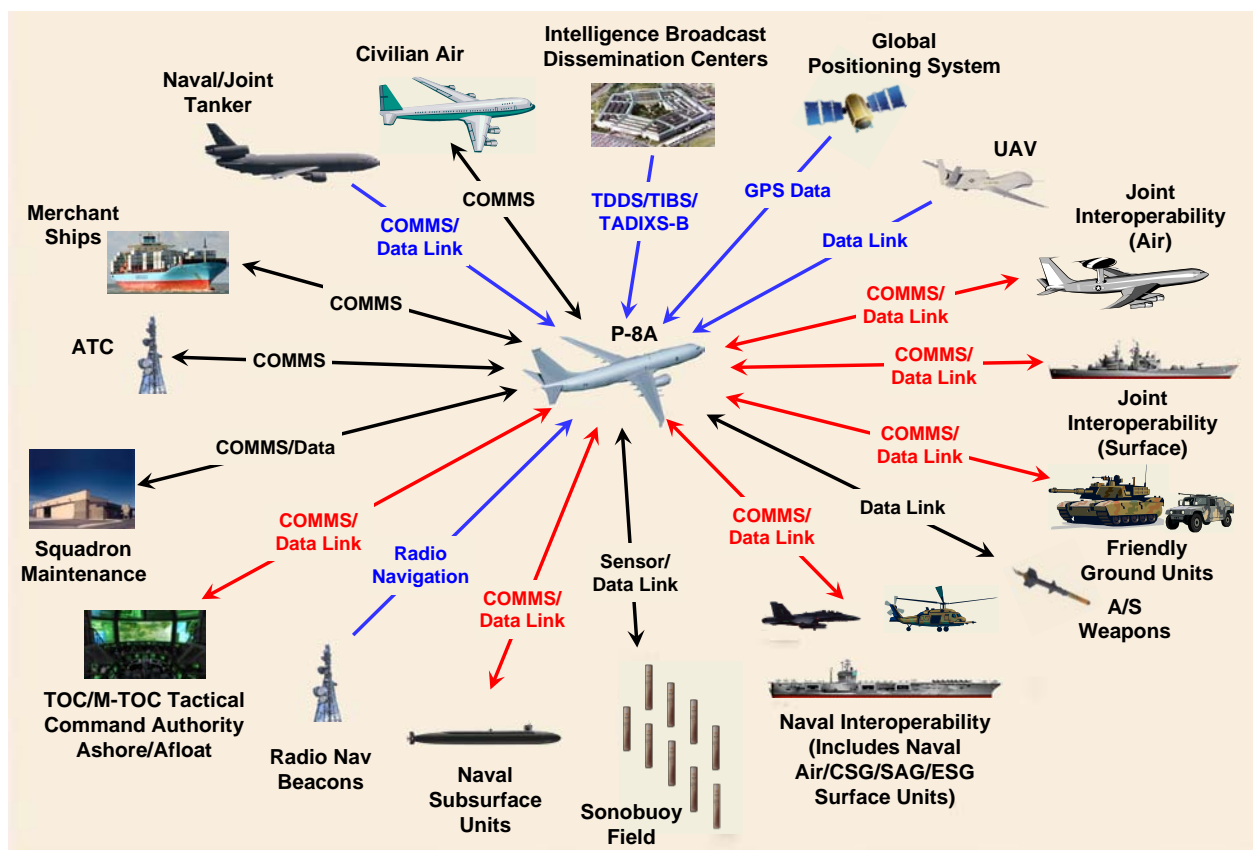 Intelligence Broadcast
Dissemination Centers
Global
Positioning System
Civilian Air
Naval/Joint
Tanker
UAV
Joint
Interoperability
(Air)
Merchant
Ships
COMMS/
Data Link
COMMS
TDDS/TIBS/
TADIXS-B
GPS Data
Data Link
COMMS
COMMS/
Data Link
P-8A
ATC
COMMS
COMMS/
Data Link
Joint
Interoperability
(Surface)
COMMS/Data
COMMS/
Data Link
Data Link
Squadron
Maintenance
COMMS/
Data Link
Radio
Navigation
COMMS/
Data Link
Sensor/
Data Link
COMMS/
Data Link
Friendly
Ground Units
A/S
Weapons
TOC/M-TOC Tactical
Command Authority
Ashore/Afloat
Radio Nav
Beacons
Naval
Subsurface
Units
Sonobuoy
Field
Naval Interoperability
(Includes Naval
Air/CSG/SAG/ESG
Surface Units)